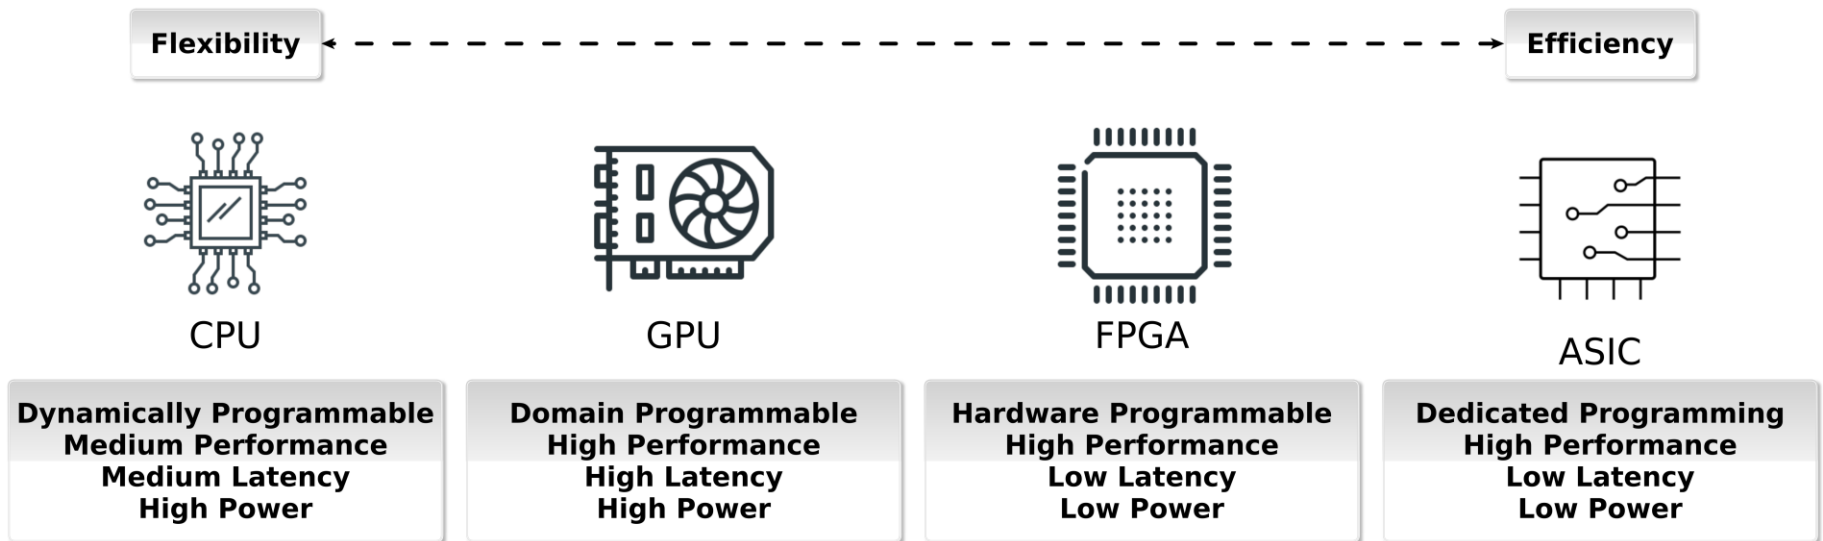 Flexibility
Efficiency
CPU
GPU
FPGA
ASIC
Dynamically Programmable
Medium Performance
Medium Latency
High Power
Domain Programmable
High Performance
High Latency
High Power
Hardware Programmable
High Performance
Low Latency
Low Power
Dedicated Programming
High Performance
Low Latency
Low Power